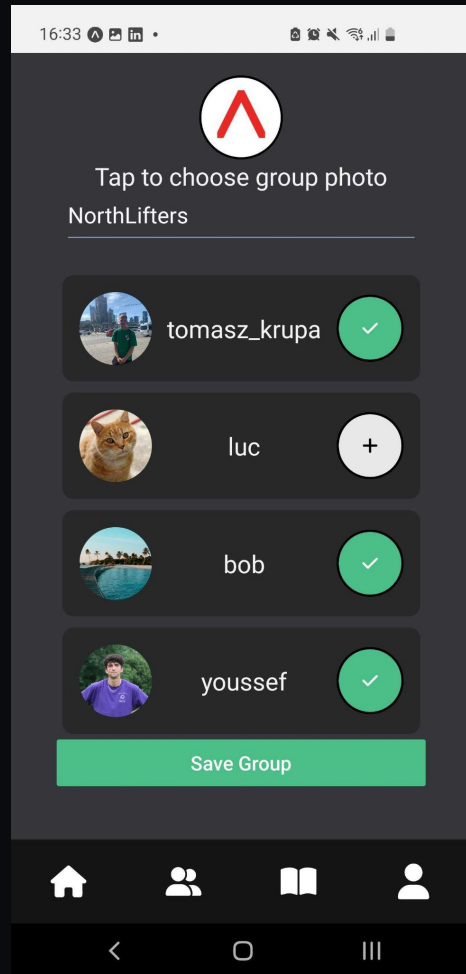 16:33
Tap to choose group photo
NorthLifters
tomasz_krupa
luc
bob
youssef
Save Group